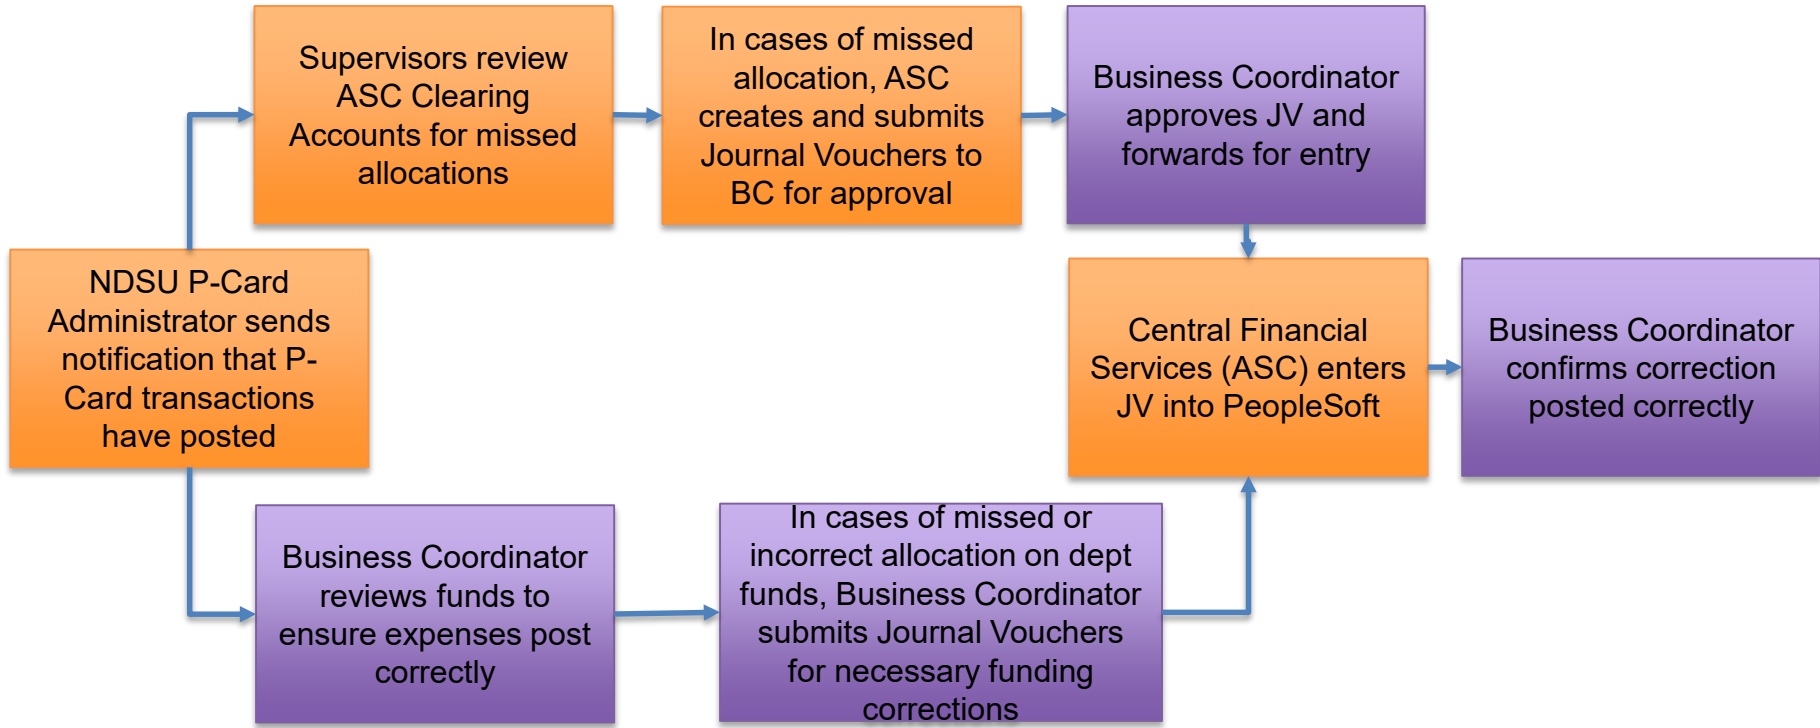 Supervisors review
ASC Clearing
Accounts for missed
allocations
In cases of missed
allocation, ASC
creates and submits
Journal Vouchers to
BC for approval
Business Coordinator
approves JV and
forwards for entry
NDSU P-Card
Administrator sends
notification that P-
Card transactions
have posted
Central Financial
Services (ASC) enters
JV into PeopleSoft
Business Coordinator
confirms correction
posted correctly
Business Coordinator
reviews funds to
ensure expenses post
correctly
In cases of missed or
incorrect allocation on dept
funds, Business Coordinator
submits Journal Vouchers
for necessary funding
corrections